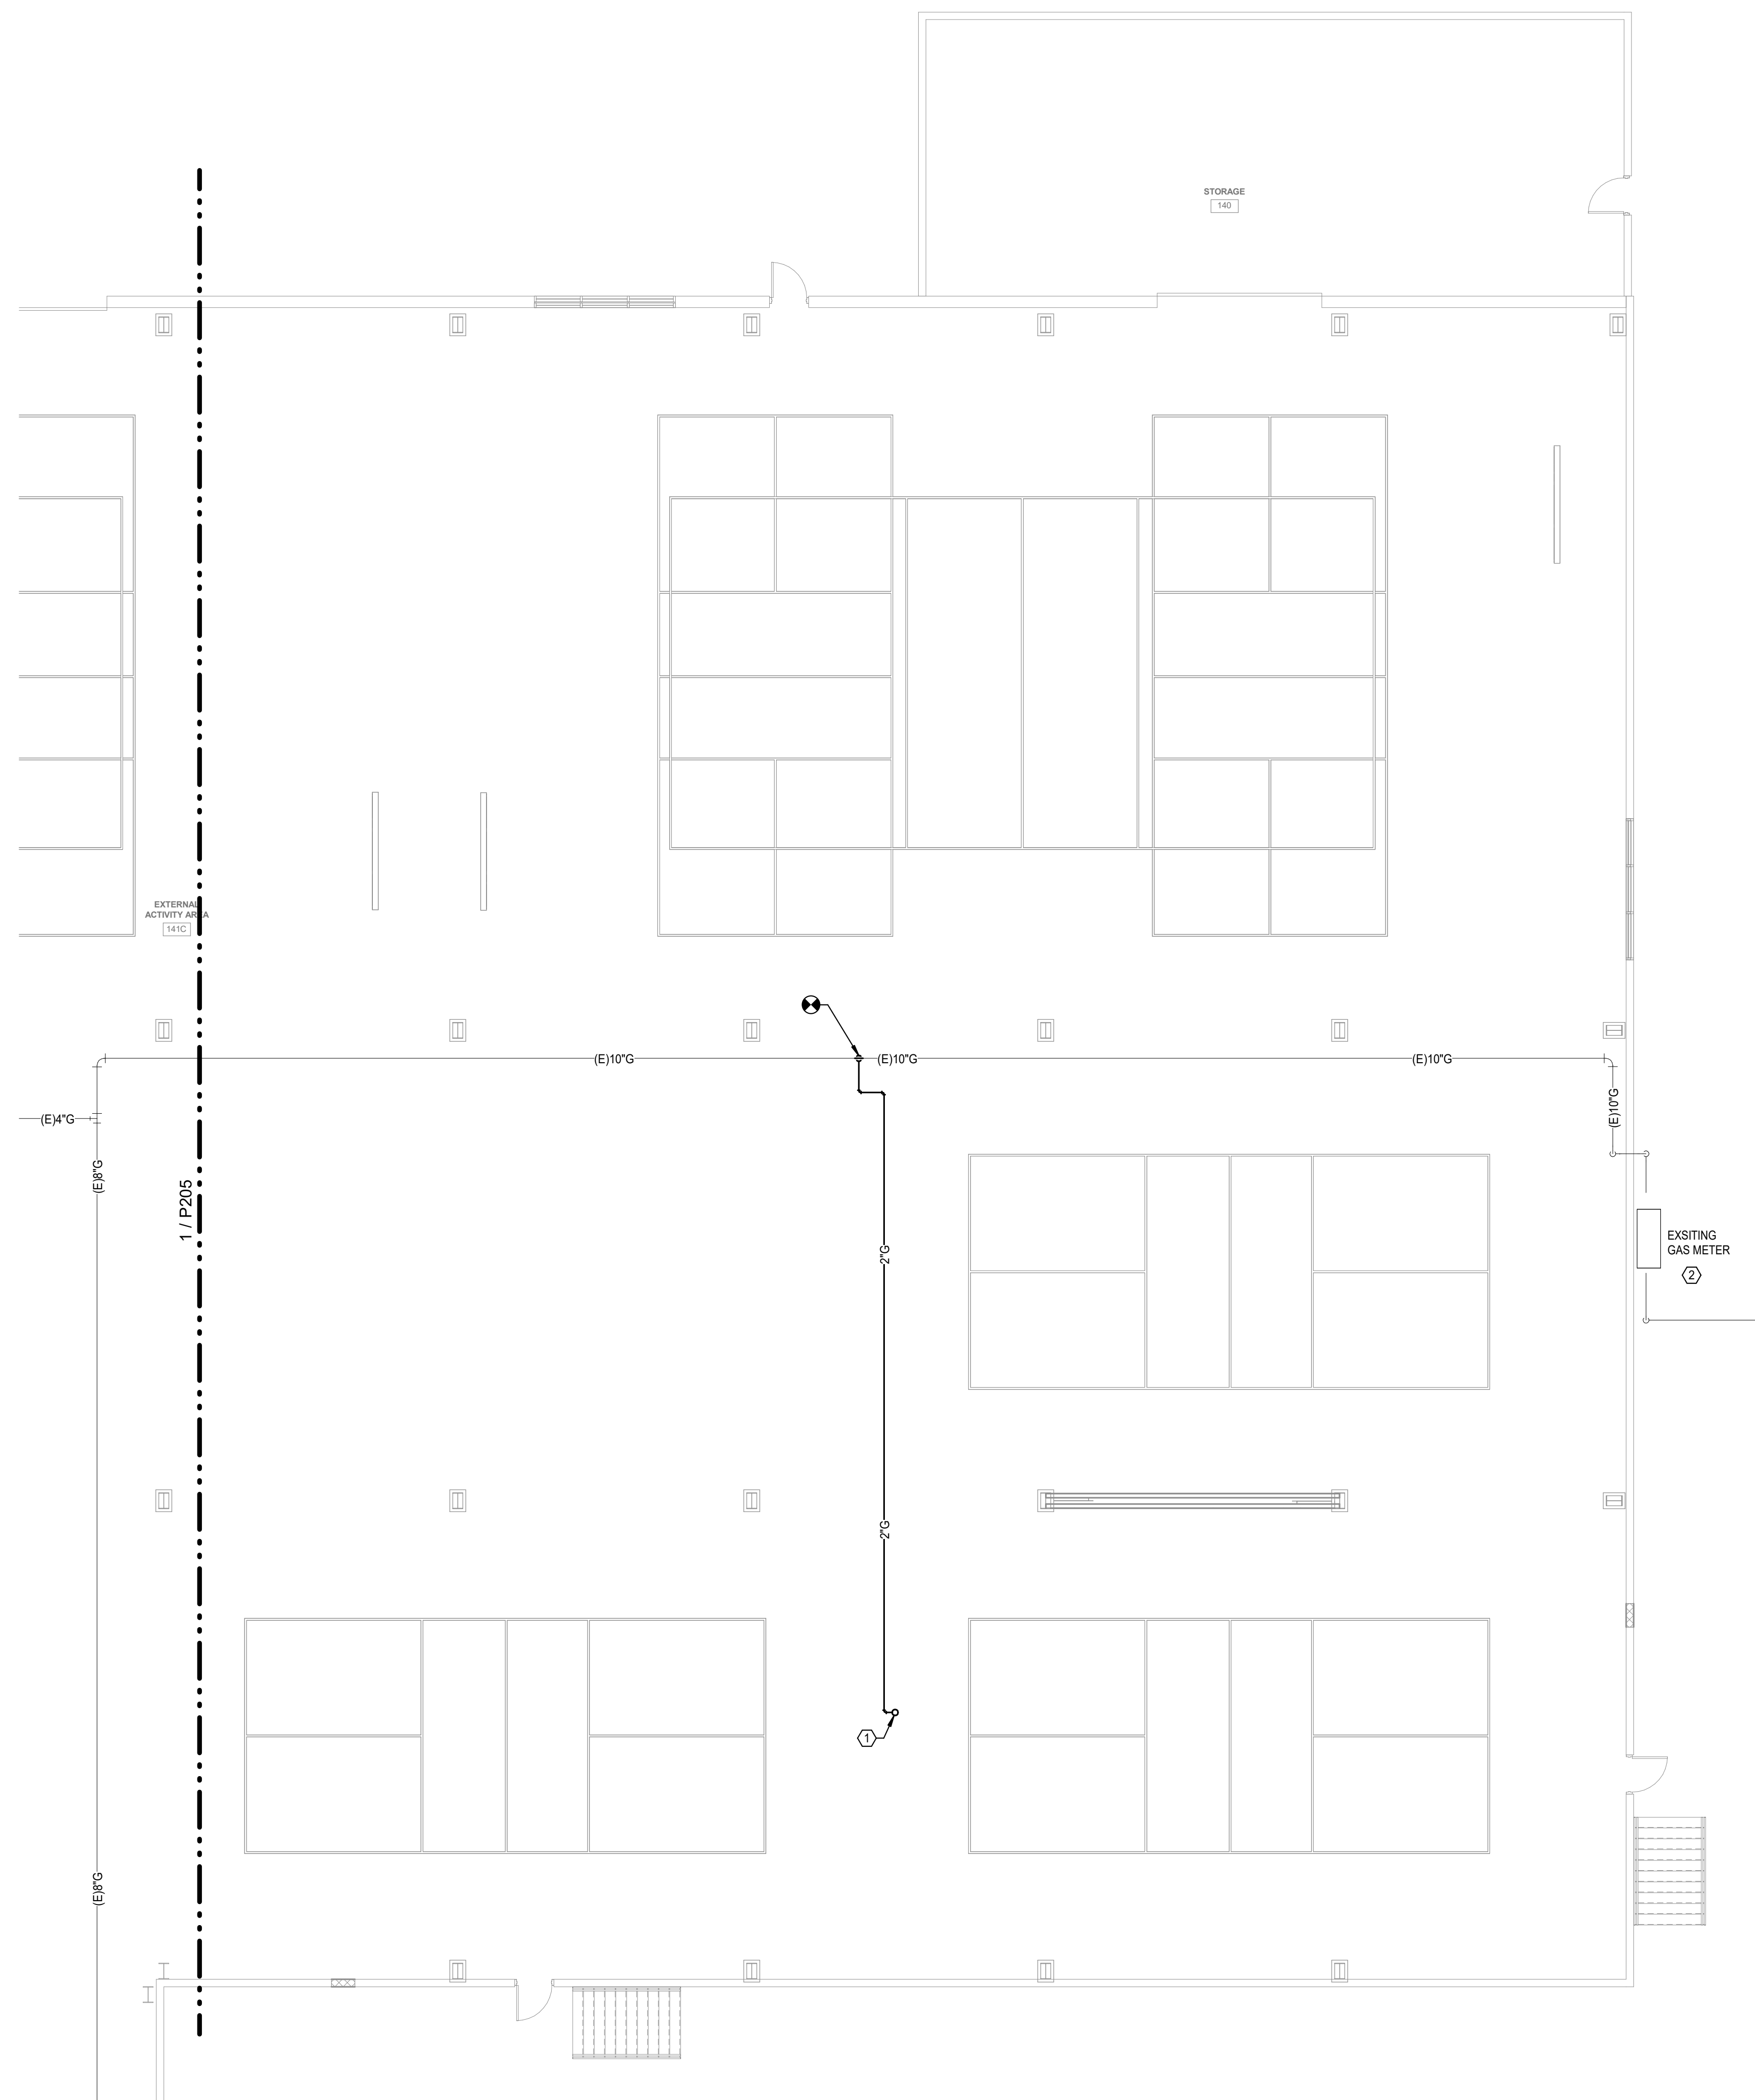 STORAGE
140
EXTERNAL
ACTIVITY AREA
141C
(E)10"G
(E)10"G
(E)10"G
(E)10"G
(E)4"G
(E)8"G
1 / P205
2"G
EXSITING
GAS METER
2
2"G
1
(E)8"G